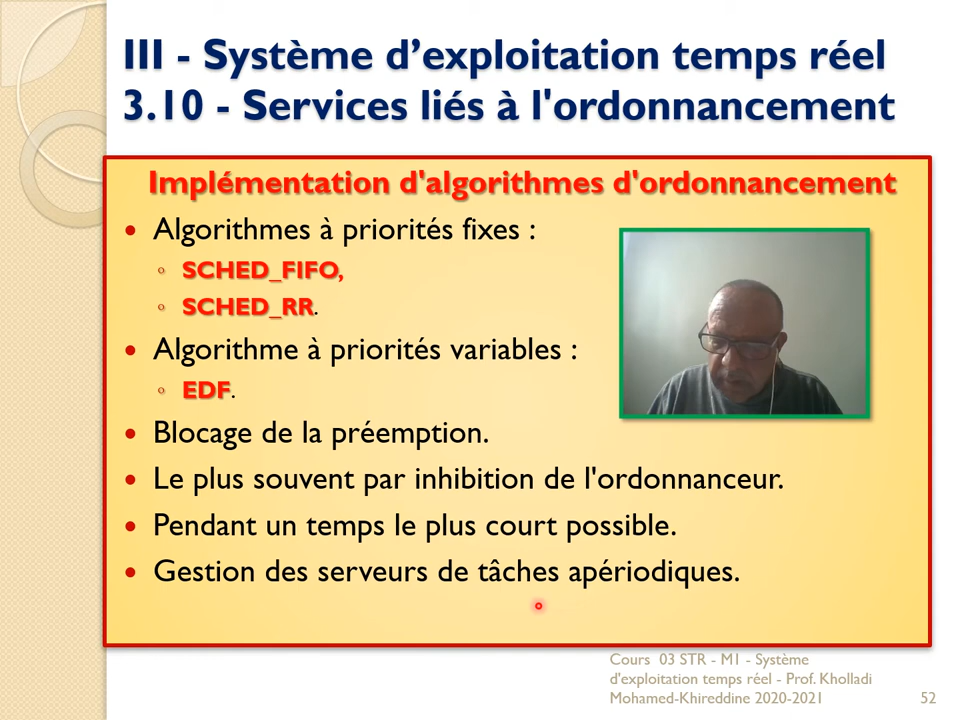 III - Système d’exploitation temps réel
3.10 - Services liés à l'ordonnancement
Implémentation d'algorithmes d'ordonnancement
• Algorithmes à priorités fixes :
◦ SCHED_FIFO,
◦ SCHED_RR.
• Algorithme à priorités variables :
◦ EDF.
• Blocage de la préemption.
• Le plus souvent par inhibition de l'ordonnanceur.
• Pendant un temps le plus court possible.
• Gestion des serveurs de tâches apériodiques.
Cours 03 STR - M1 - Système
d'exploitation temps réel - Prof. Kholladi
Mohamed-Khireddine 2020-2021
52